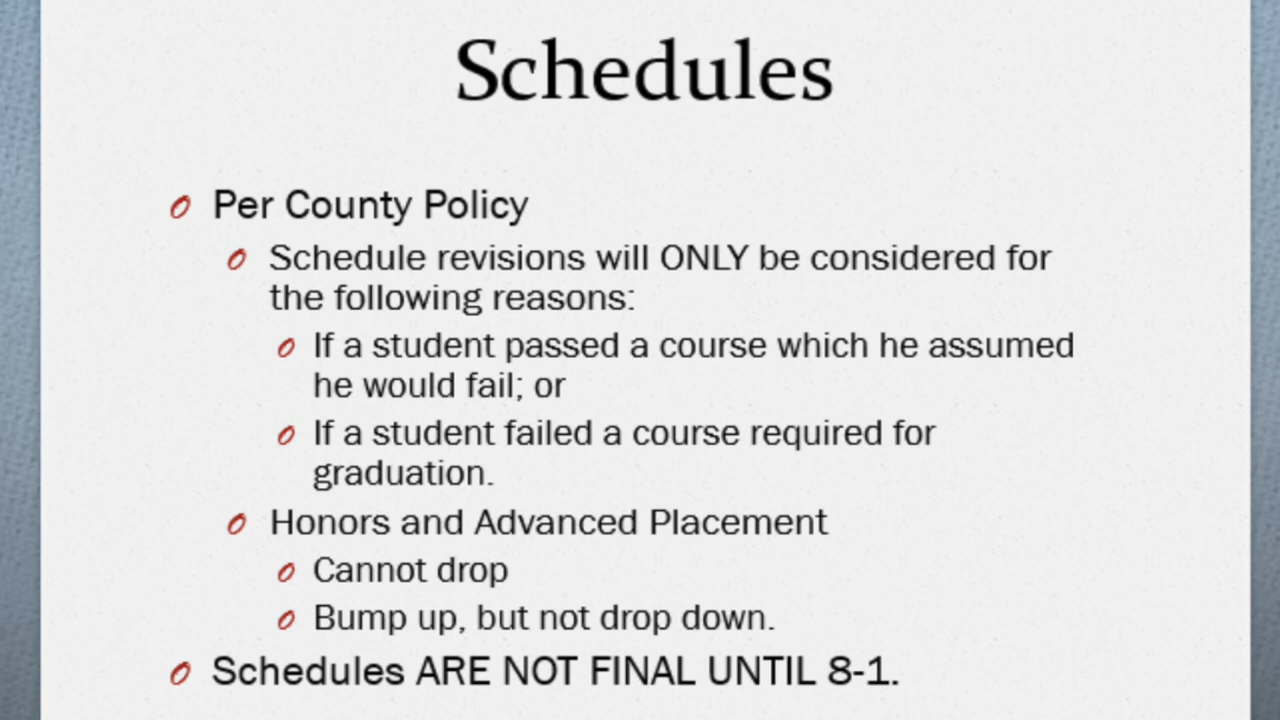 Schedules
Per County Policy
Schedule revisions will ONLY be considered for
the following reasons:
If a student passed a course which he assumed
he would fail; or
If a student failed a course required for
graduation.
Honors and Advanced Placement
Cannot drop
Bump up, but not drop down.
Schedules ARE NOT FINAL UNTIL 8-1.